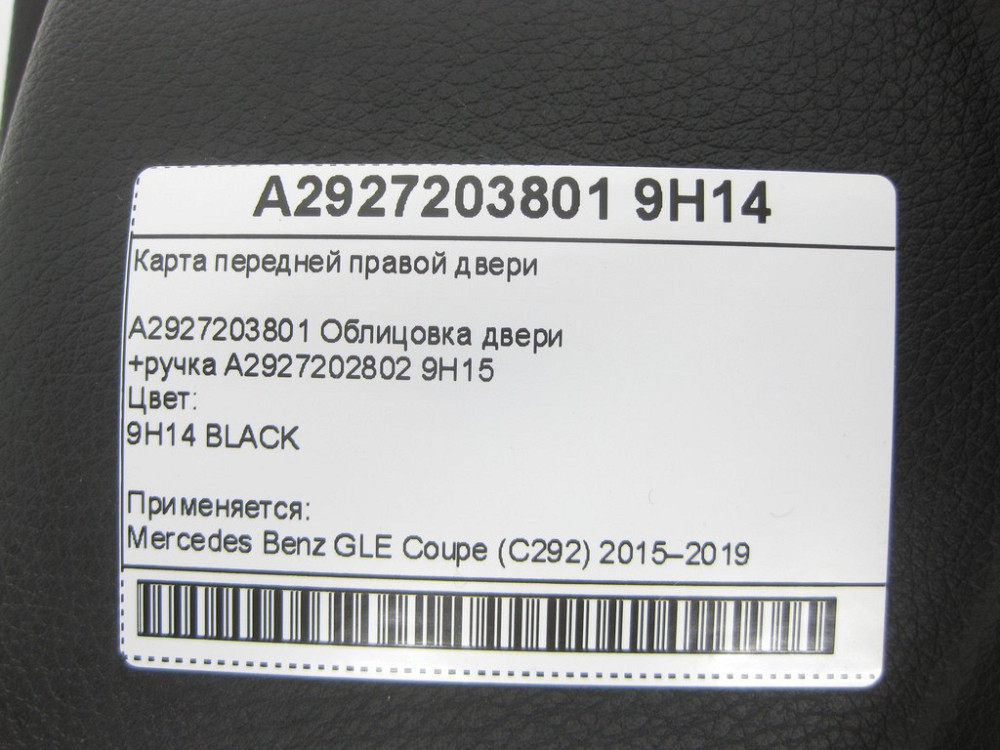 A2927203801 9H14
Карта передней правой двери
A2927203801 Облицовка двери
+ручка A2927202802 9H15
Цвет:
9H14 BLACK
Применяется:
Mercedes Benz GLE Coupe (C292) 2015–2019